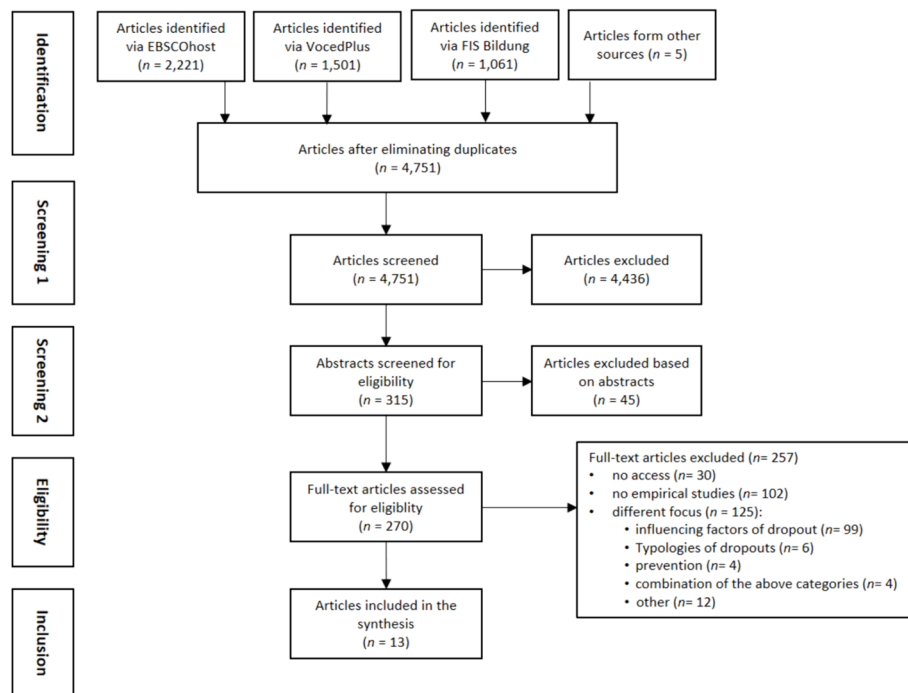 Identification
Articles identified
via EBSCOhost
(n = 2,221)
Articles identified
via VocedPlus
(n = 1,501)
Articles identified
via FIS Bildung
(n = 1,061)
Articles form other
sources (n = 5)
Articles after eliminating duplicates
(n = 4,751)
Screening 1
Articles screened
(n = 4,751)
Articles excluded
(n = 4,436)
Screening 2
Abstracts screened for
eligibility
(n = 315)
Articles excluded based
on abstracts
(n = 45)
Eligibility
Full-text articles assessed
for eligiblity
(n = 270)
Full-text articles excluded (n= 257)
• no access (n= 30)
• no empirical studies (n= 102)
• different focus (n = 125):
• influencing factors of dropout (n= 99)
• Typologies of dropouts (n= 6)
• prevention (n= 4)
• combination of the above categories (n= 4)
• other (n= 12)
Inclusion
Articles included in the
synthesis
(n = 13)